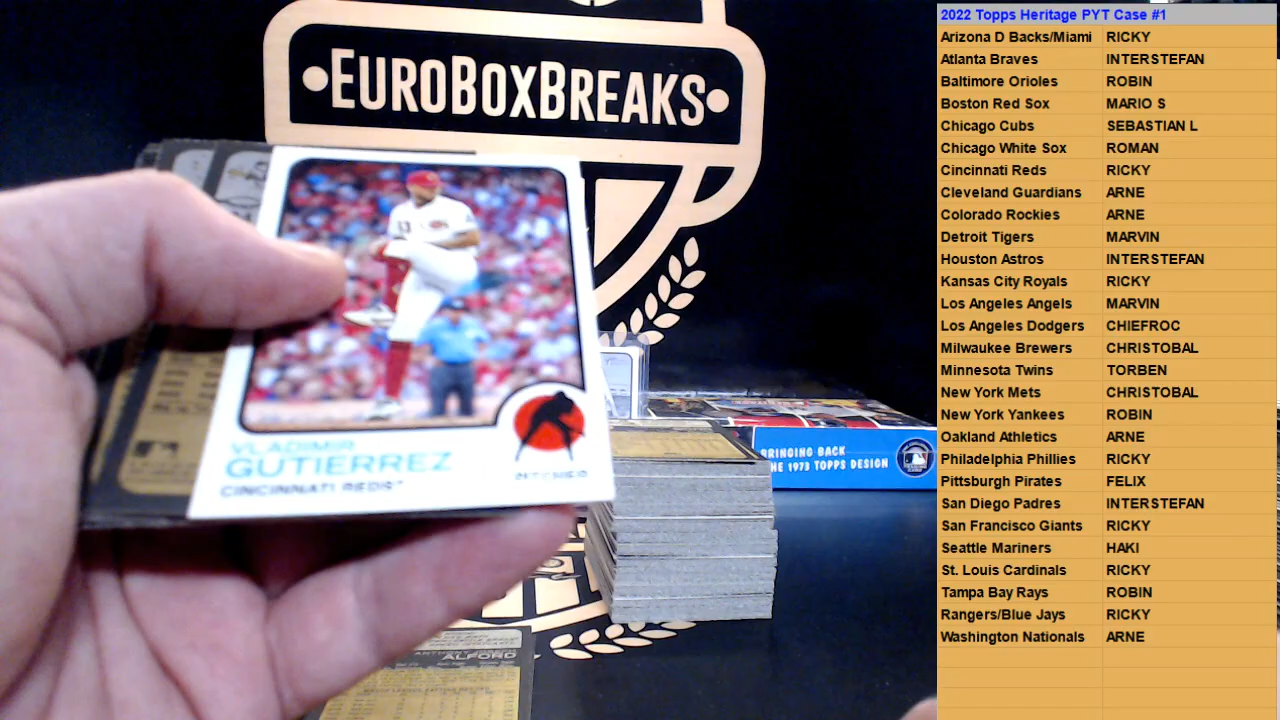 •EUROBOXBREAKS•
VLADIMIR
GUTIERREZ
CINCINNATI REDS
PITCHER
BRINGING BACK
THE 1973 TOPPS DESIGN
ALFORD
2022 Topps Heritage PYT Case #1
Arizona D Backs/Miami RICKY
Atlanta Braves INTERSTEFAN
Baltimore Orioles ROBIN
Boston Red Sox MARIO S
Chicago Cubs SEBASTIAN L
Chicago White Sox ROMAN
Cincinnati Reds RICKY
Cleveland Guardians ARNE
Colorado Rockies ARNE
Detroit Tigers MARVIN
Houston Astros INTERSTEFAN
Kansas City Royals RICKY
Los Angeles Angels MARVIN
Los Angeles Dodgers CHIEFROC
Milwaukee Brewers CHRISTOBAL
Minnesota Twins TORBEN
New York Mets CHRISTOBAL
New York Yankees ROBIN
Oakland Athletics ARNE
Philadelphia Phillies RICKY
Pittsburgh Pirates FELIX
San Diego Padres INTERSTEFAN
San Francisco Giants RICKY
Seattle Mariners HAKI
St. Louis Cardinals RICKY
Tampa Bay Rays ROBIN
Rangers/Blue Jays RICKY
Washington Nationals ARNE